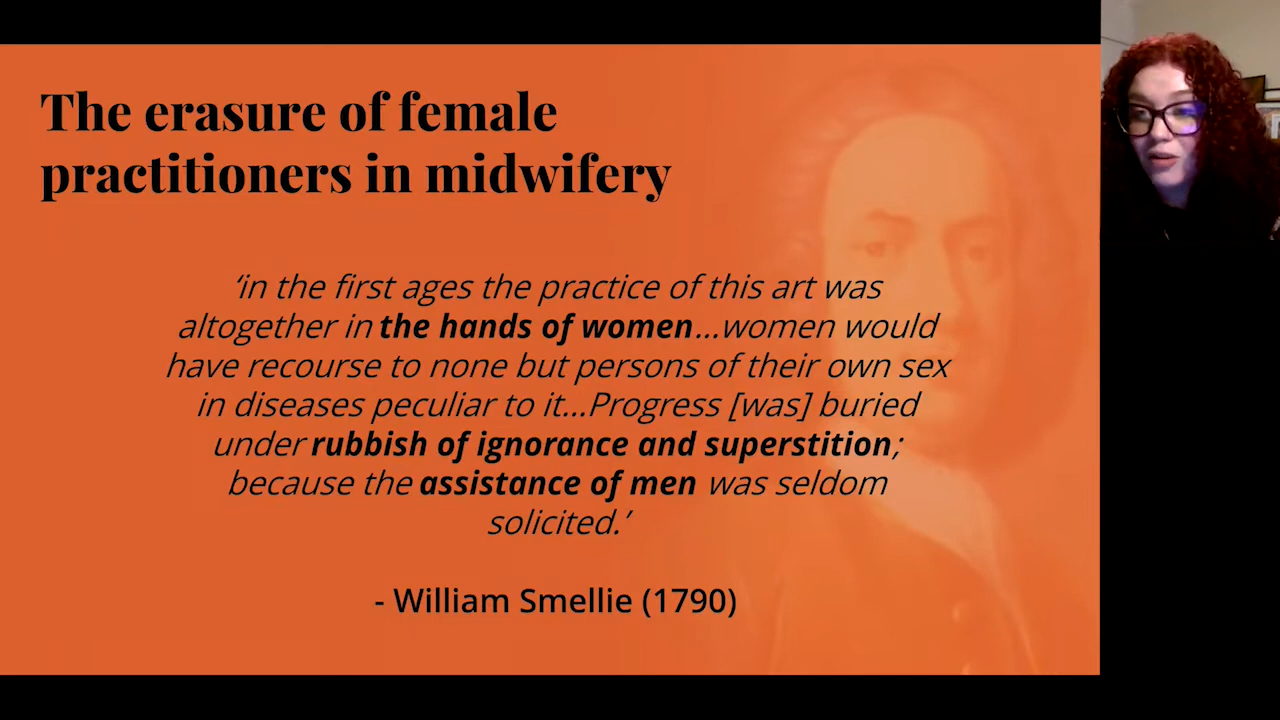 The erasure of female
practitioners in midwifery
‘in the first ages the practice of this art was
altogether in the hands of women...women would
have recourse to none but persons of their own sex
in diseases peculiar to it...Progress [was] buried
under rubbish of ignorance and superstition;
because the assistance of men was seldom
solicited.’
- William Smellie (1790)